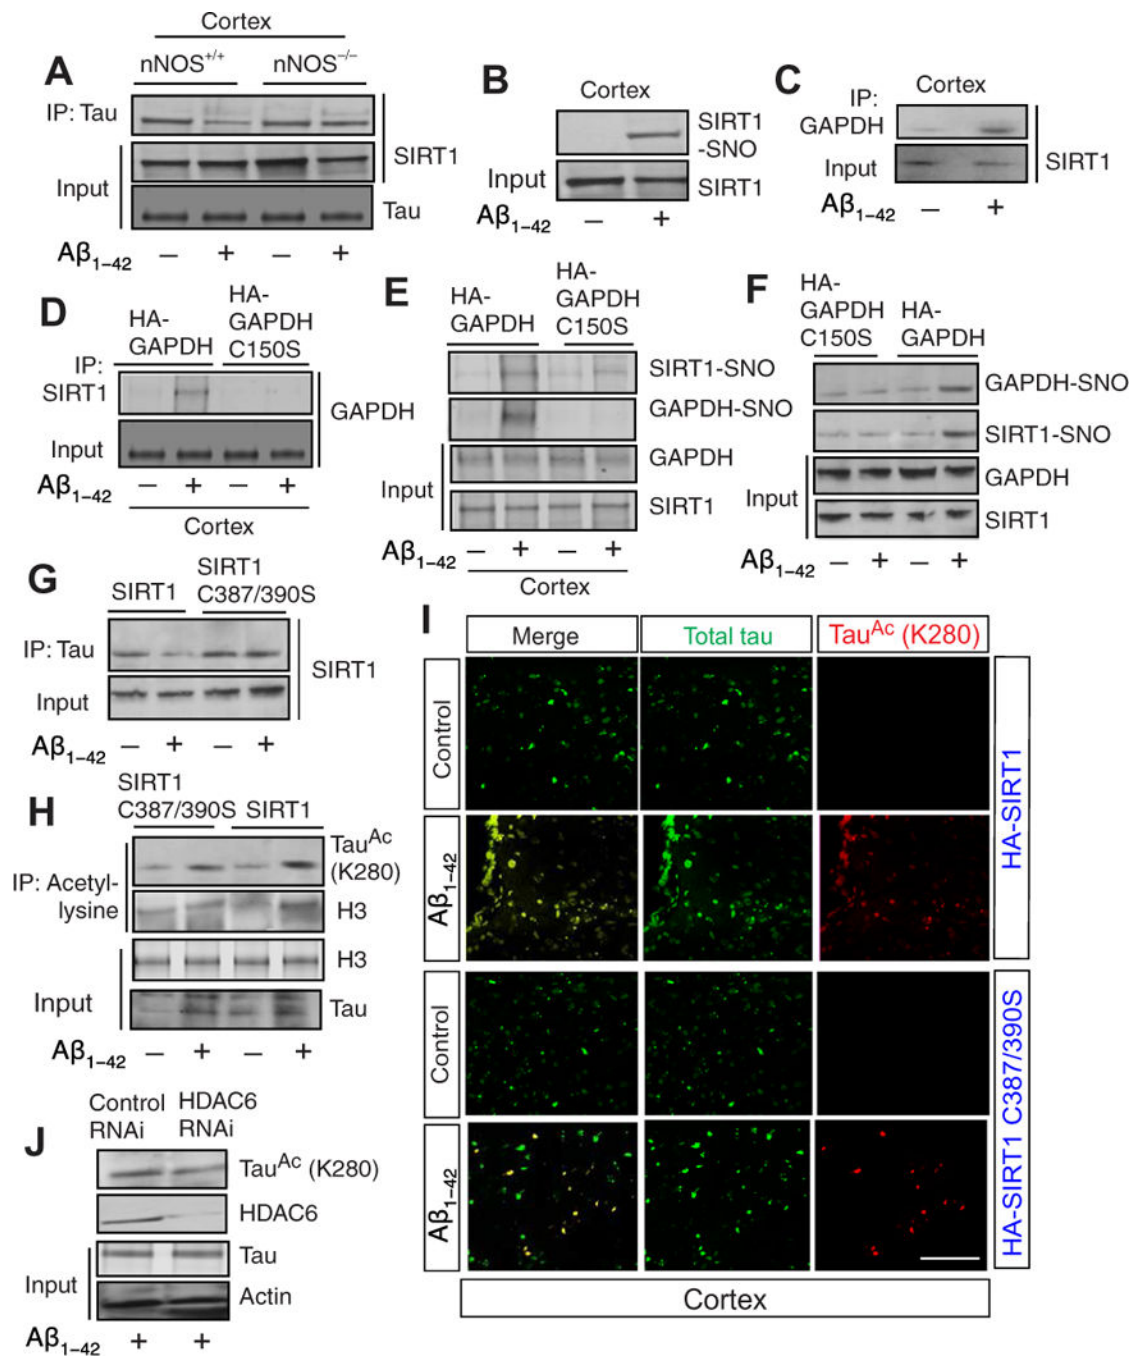 Cortex
A
nNOS+/+ nNOS–/–
IP: Tau
SIRT1
Input
Tau
Aβ1–42 – + – +
B
Cortex
SIRT1
-SNO
Input
SIRT1
Aβ1–42 – +
C
IP:
Cortex
GAPDH
Input
SIRT1
Aβ1–42 – +
D
HA-
GAPDH
HA-
GAPDH
C150S
IP:
SIRT1
GAPDH
Input
Aβ1–42 – + – +
Cortex
E
HA-
GAPDH
HA-
GAPDH
C150S
SIRT1-SNO
GAPDH-SNO
GAPDH
Input
SIRT1
Aβ1–42 – + – +
Cortex
F
HA-
GAPDH
C150S
HA-
GAPDH
GAPDH-SNO
SIRT1-SNO
GAPDH
Input
SIRT1
Aβ1–42 – + – +
G
SIRT1
SIRT1
C387/390S
IP: Tau
SIRT1
Input
Aβ1–42 – + – +
H
SIRT1
C387/390S
SIRT1
TauAc
(K280)
IP: Acetyl-
lysine
H3
H3
Input
Tau
Aβ1–42 – + – +
I
Merge Total tau TauAc (K280)
Control
Aβ1–42
HA-SIRT1
Control
Aβ1–42
HA-SIRT1 C387/390S
Cortex
J
Control
RNAi
HDAC6
RNAi
TauAc (K280)
HDAC6
Tau
Input
Actin
Aβ1–42 + +